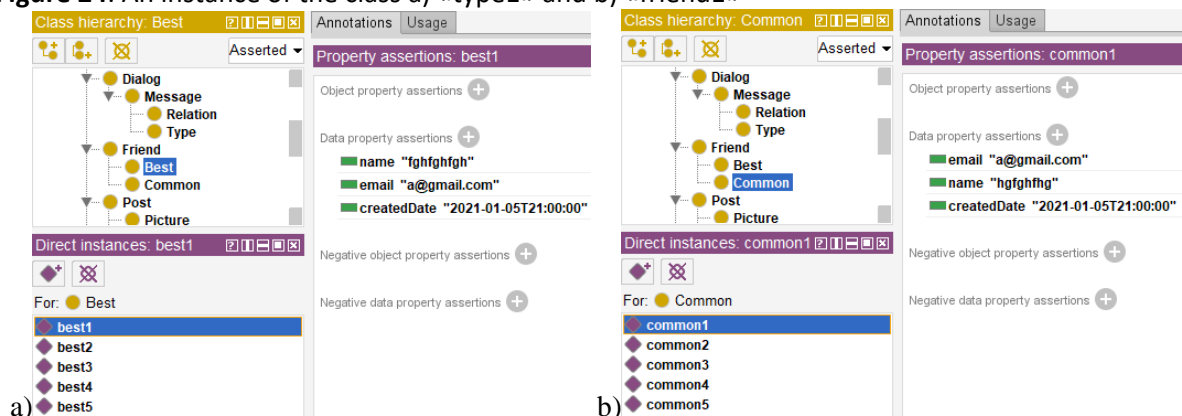 Class hierarchy: Best
Annotations Usage
Asserted
Property assertions: best1
Dialog
Message
Relation
Type
Friend
Best
Common
Post
Picture
Object property assertions
Data property assertions
name "fghfghfgh"
email "a@gmail.com"
createdDate "2021-01-05T21:00:00"
Negative object property assertions
Negative data property assertions
Direct instances: best1
For: Best
best1
best2
best3
best4
a) best5
Class hierarchy: Common
Annotations Usage
Asserted
Property assertions: common1
Dialog
Message
Relation
Type
Friend
Best
Common
Post
Picture
Object property assertions
Data property assertions
email "a@gmail.com"
name "hgfghfhg"
createdDate "2021-01-05T21:00:00"
Negative object property assertions
Negative data property assertions
Direct instances: common1
For: Common
common1
common2
common3
common4
b) common5